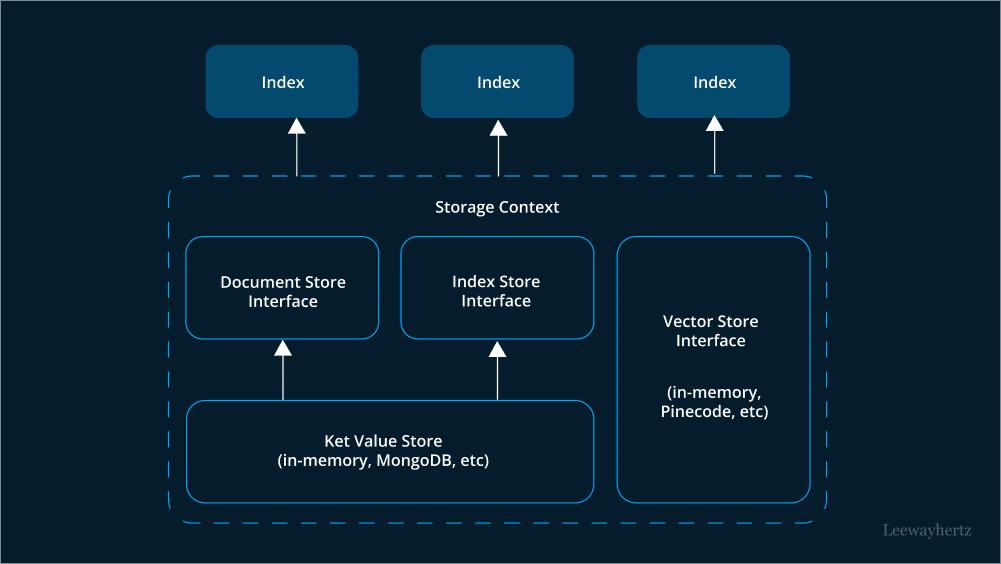 Index
Index
Index
Storage Context
Document Store
Interface
Index Store
Interface
Vector Store
Interface
(in-memory,
Pinecode, etc)
Ket Value Store
(in-memory, MongoDB, etc)
Leewayhertz